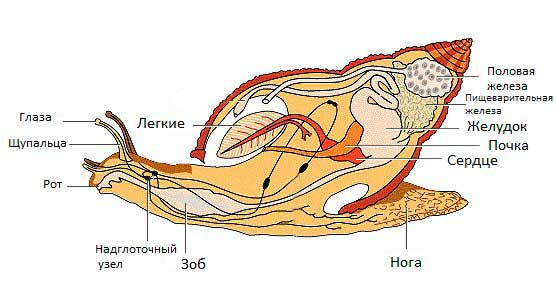 Половая
железа
Пищеварительная
железа
Глаза
Легкие
Желудок
Щупальца
Почка
Сердце
Рот
Надглоточный
узел
Зоб
Нога